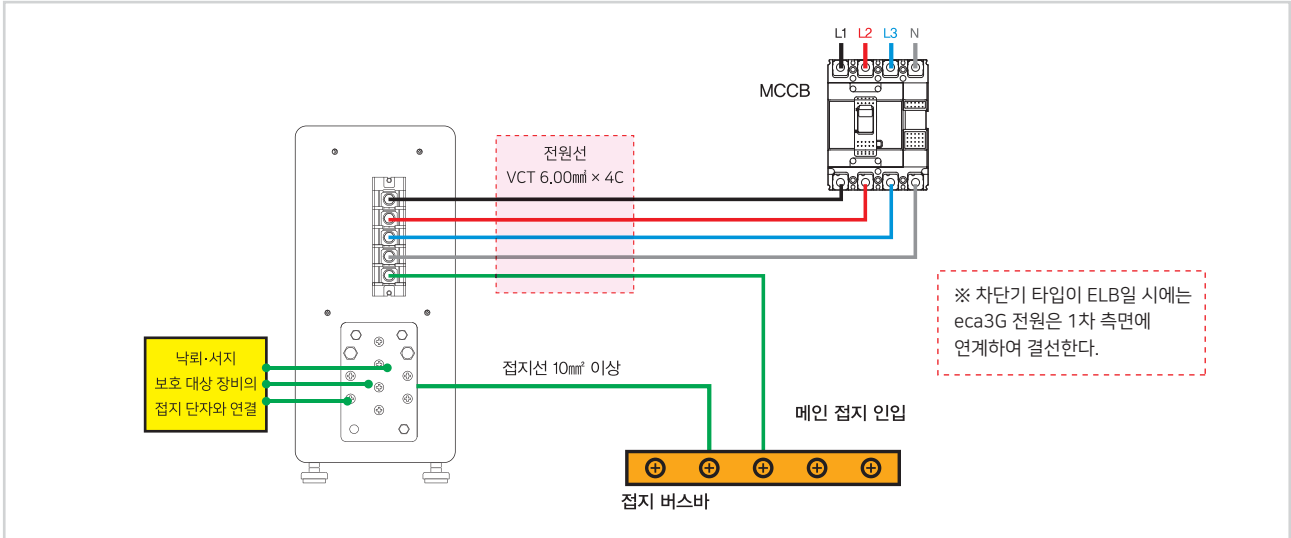 L1 L2 L3 N
MCCB
전원선
VCT 6.00㎟ × 4C
※ 차단기 타입이 ELB일 시에는
eca3G 전원은 1차 측면에
연계하여 결선한다.
낙뢰·서지
보호 대상 장비의
접지 단자와 연결
접지선 10㎟ 이상
메인 접지 인입
접지 버스바